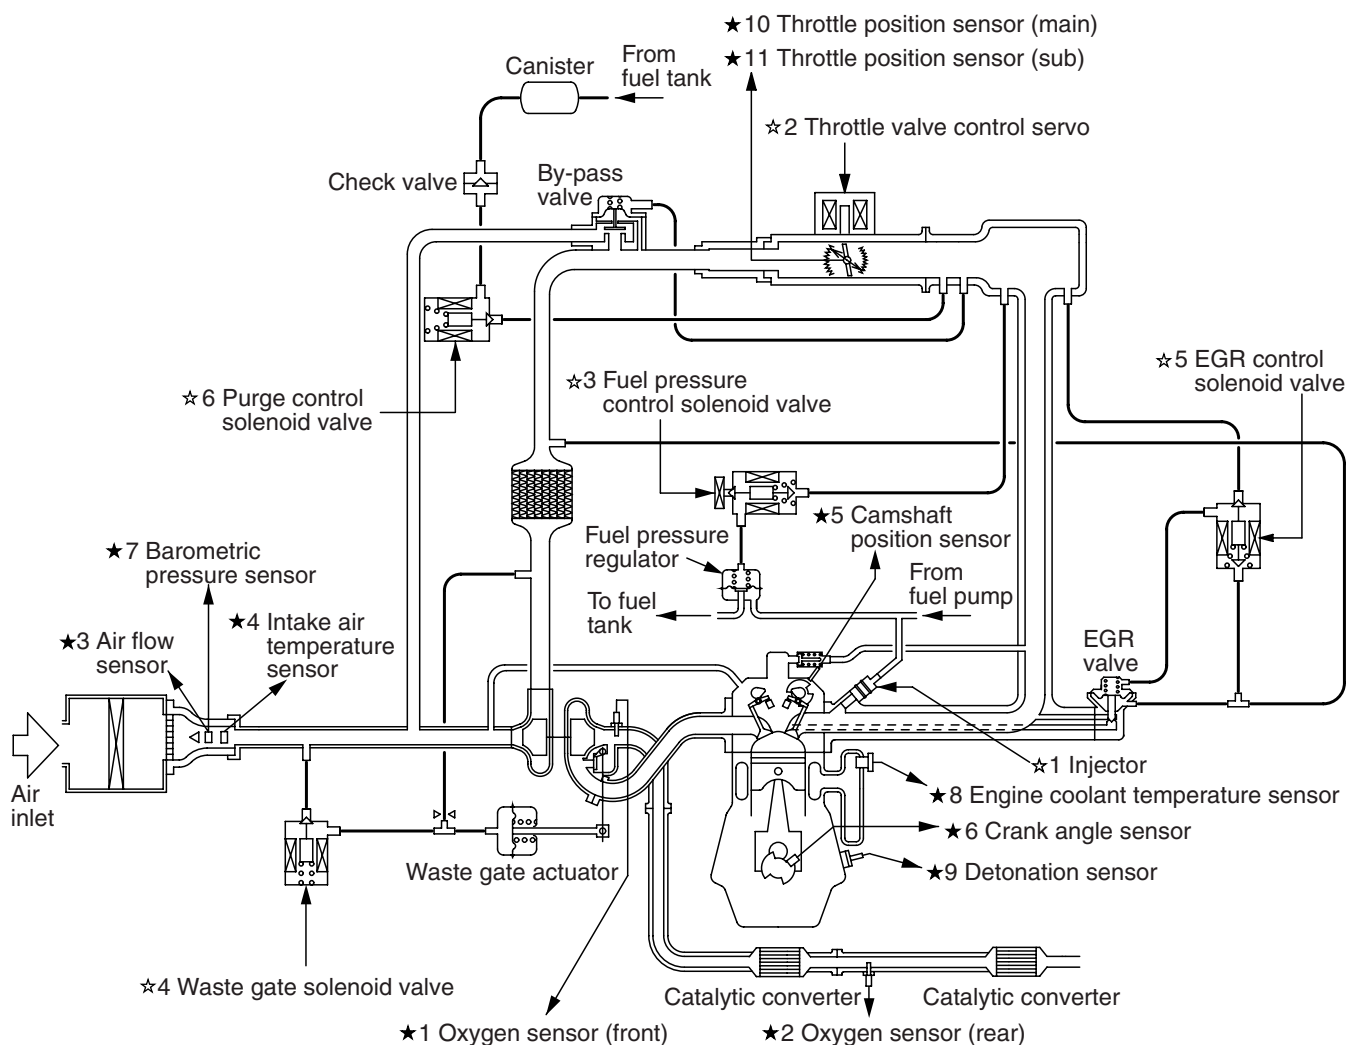 ★10 Throttle position sensor (main)
★11 Throttle position sensor (sub)
From
fuel tank
Canister
☆2 Throttle valve control servo
Check valve
By-pass
valve
☆5 EGR control
solenoid valve
☆6 Purge control
solenoid valve
☆3 Fuel pressure
control solenoid valve
★5 Camshaft
position sensor
Fuel pressure
regulator
From
fuel pump
To fuel
tank
★7 Barometric
pressure sensor
★4 Intake air
temperature
sensor
★3 Air flow
sensor
EGR
valve
Air
inlet
☆1 Injector
★8 Engine coolant temperature sensor
★6 Crank angle sensor
★9 Detonation sensor
Waste gate actuator
☆4 Waste gate solenoid valve
Catalytic converter
Catalytic converter
★1 Oxygen sensor (front)
★2 Oxygen sensor (rear)